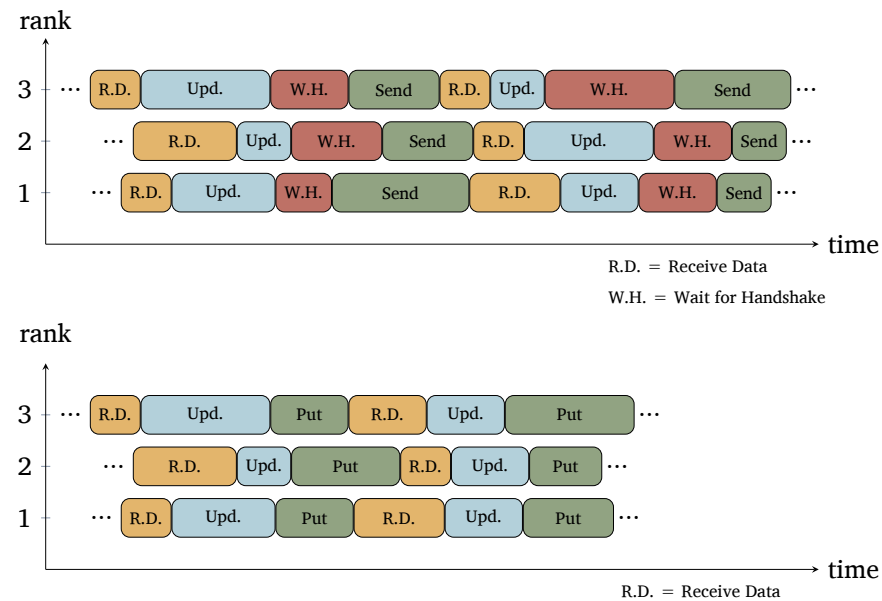 rank
3 ... R.D. Upd. W.H. Send R.D. Upd. W.H. Send ...
2 ... R.D. Upd. W.H. Send R.D. Upd. W.H. Send ...
1 ... R.D. Upd. W.H. Send R.D. Upd. W.H. Send ...
time
R.D. = Receive Data
W.H. = Wait for Handshake
rank
3 ... R.D. Upd. Put R.D. Upd. Put ...
2 ... R.D. Upd. Put R.D. Upd. Put ...
1 ... R.D. Upd. Put R.D. Upd. Put ...
time
R.D. = Receive Data